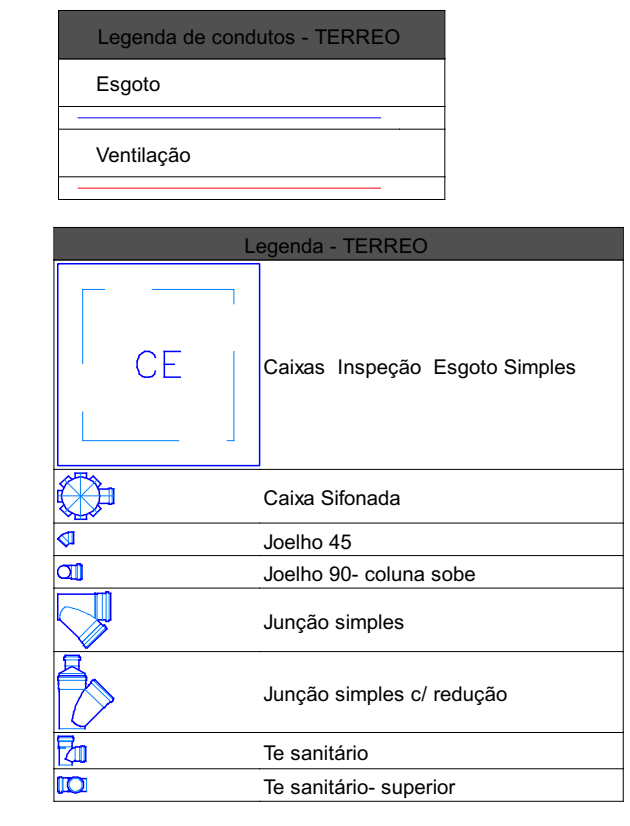 Legenda de condutos - TERREO
Esgoto
Ventilação
Legenda - TERREO
CE
Caixas Inspeção Esgoto Simples
Caixa Sifonada
Joelho 45
Joelho 90- coluna sobe
Junção simples
Junção simples c/ redução
Te sanitário
Te sanitário- superior